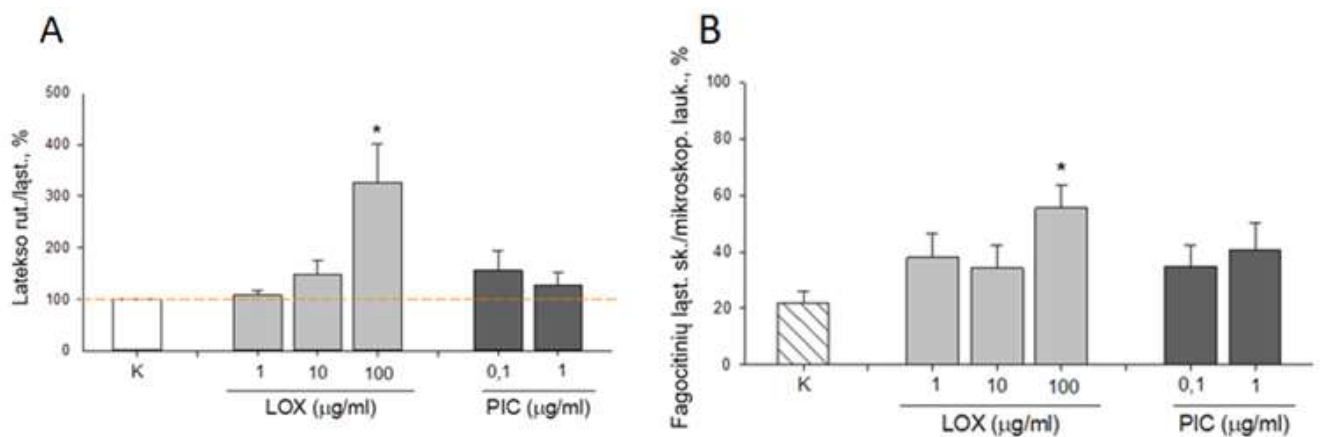 A
Latekso rut./ląst., %
500
400
300
200
100
0
*
K
1 10 100
0,1 1
LOX (μg/ml)
PIC (μg/ml)
B
Fagocitinių ląst. sk./mikroskop. lauk., %
100
80
60
40
20
0
*
K
1 10 100
0,1 1
LOX (μg/ml)
PIC (μg/ml)